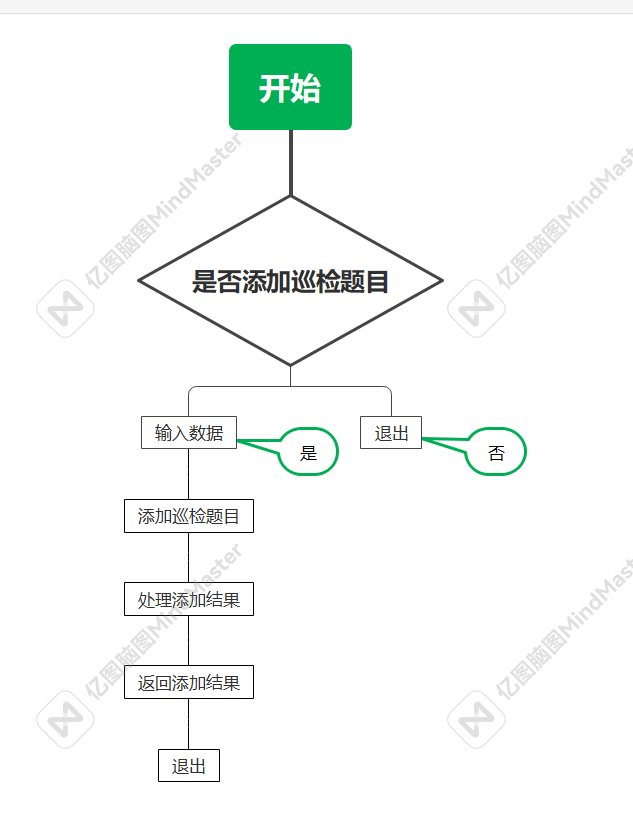 开始
亿图脑图MindMaster
亿图脑图MindMaster
是否添加巡检题目
输入数据
是
退出
否
添加巡检题目
处理添加结果
亿图脑图MindMaster
亿图脑图MindMaster
返回添加结果
退出